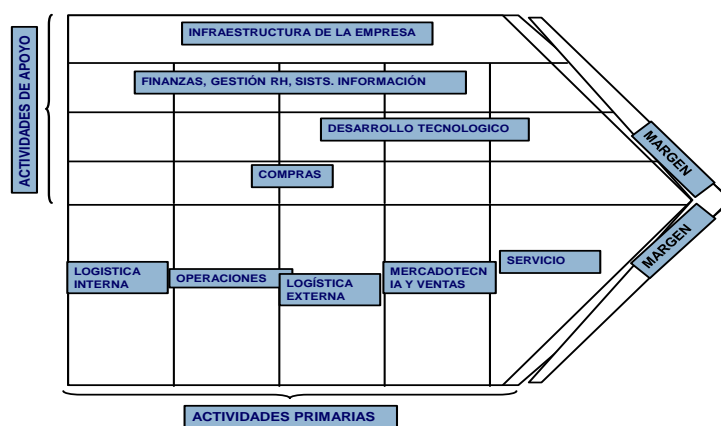 INFRAESTRUCTURA DE LA EMPRESA
ACTIVIDADES DE APOYO
FINANZAS, GESTIÓN RH, SISTS. INFORMACIÓN
DESARROLLO TECNOLOGICO
COMPRAS
MARGEN
MARGEN
LOGISTICA
INTERNA
OPERACIONES
LOGÍSTICA
EXTERNA
MERCADOTECN
IA Y VENTAS
SERVICIO
ACTIVIDADES PRIMARIAS